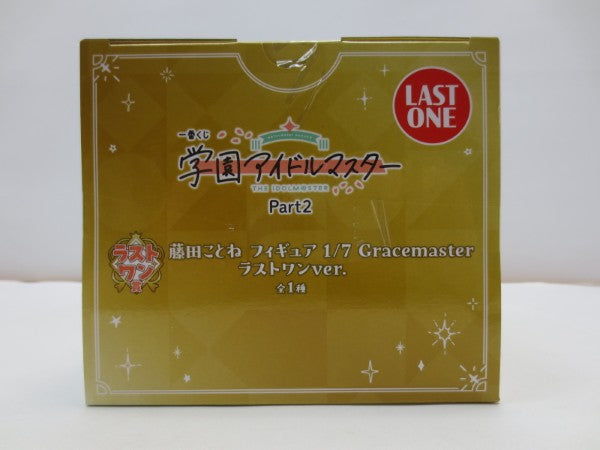 LAST
ONE
一番くじ
学園アイドルマスター
THE IDOLM@STER
Part2
ラスト
ワン
賞
藤田ことね フィギュア 1/7 Gracemaster
ラストワンver.
全1種